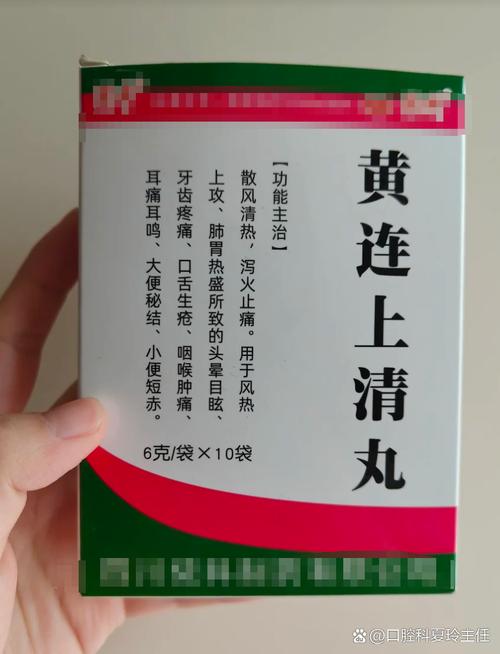 黄连上清丸
【功能主治】
散风清热，泻火止痛。用于风热
上攻、肺胃热盛所致的头晕目眩、
牙齿疼痛、口舌生疮、咽喉肿痛、
耳痛耳鸣、大便秘结、小便短赤。
6克/袋×10袋
@口腔科夏玲主任